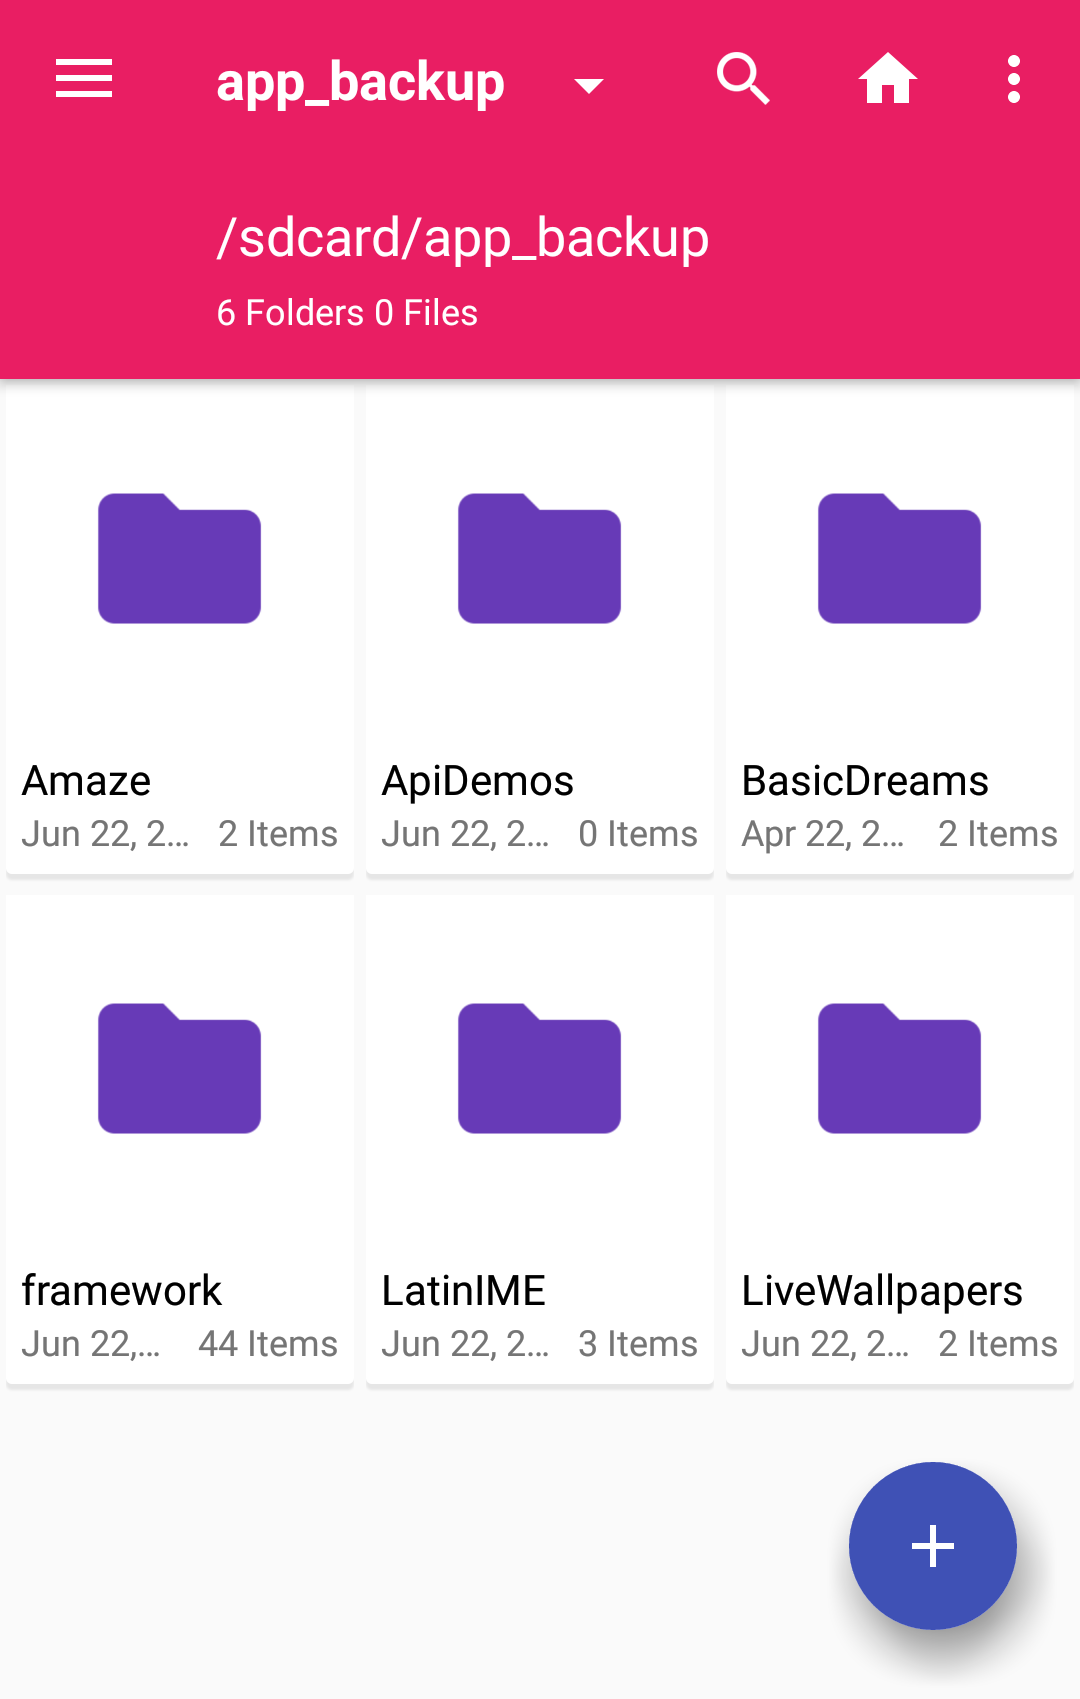 app_backup
/sdcard/app_backup
6 Folders 0 Files
Amaze
Jun 22, 2... 2 Items
ApiDemos
Jun 22, 2... 0 Items
BasicDreams
Apr 22, 2... 2 Items
framework
Jun 22,... 44 Items
LatinIME
Jun 22, 2... 3 Items
LiveWallpapers
Jun 22, 2... 2 Items